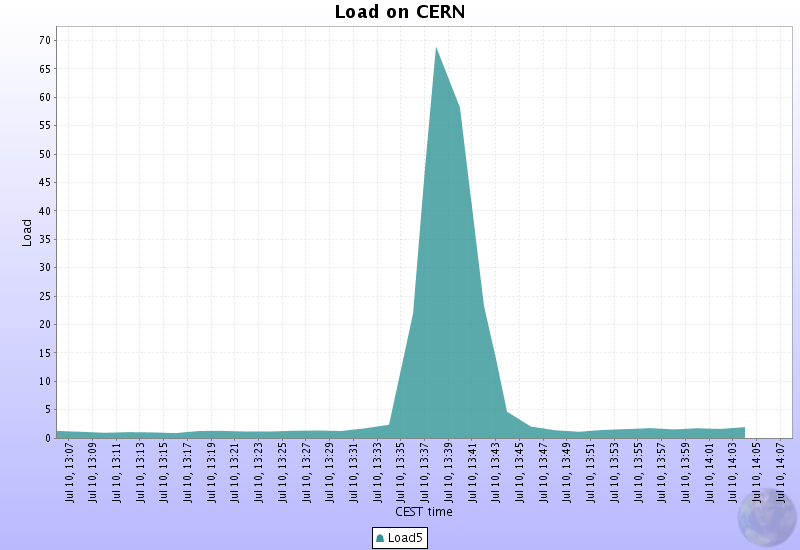 Load on CERN
70
65
60
55
50
45
40
35
30
25
20
15
10
5
0
Load
Jul 10, 13:07
Jul 10, 13:09
Jul 10, 13:11
Jul 10, 13:13
Jul 10, 13:15
Jul 10, 13:17
Jul 10, 13:19
Jul 10, 13:21
Jul 10, 13:23
Jul 10, 13:25
Jul 10, 13:27
Jul 10, 13:29
Jul 10, 13:31
Jul 10, 13:33
Jul 10, 13:35
Jul 10, 13:37
Jul 10, 13:39
Jul 10, 13:41
Jul 10, 13:43
Jul 10, 13:45
Jul 10, 13:47
Jul 10, 13:49
Jul 10, 13:51
Jul 10, 13:53
Jul 10, 13:55
Jul 10, 13:57
Jul 10, 13:59
Jul 10, 14:01
Jul 10, 14:03
Jul 10, 14:05
Jul 10, 14:07
CEST time
Load5